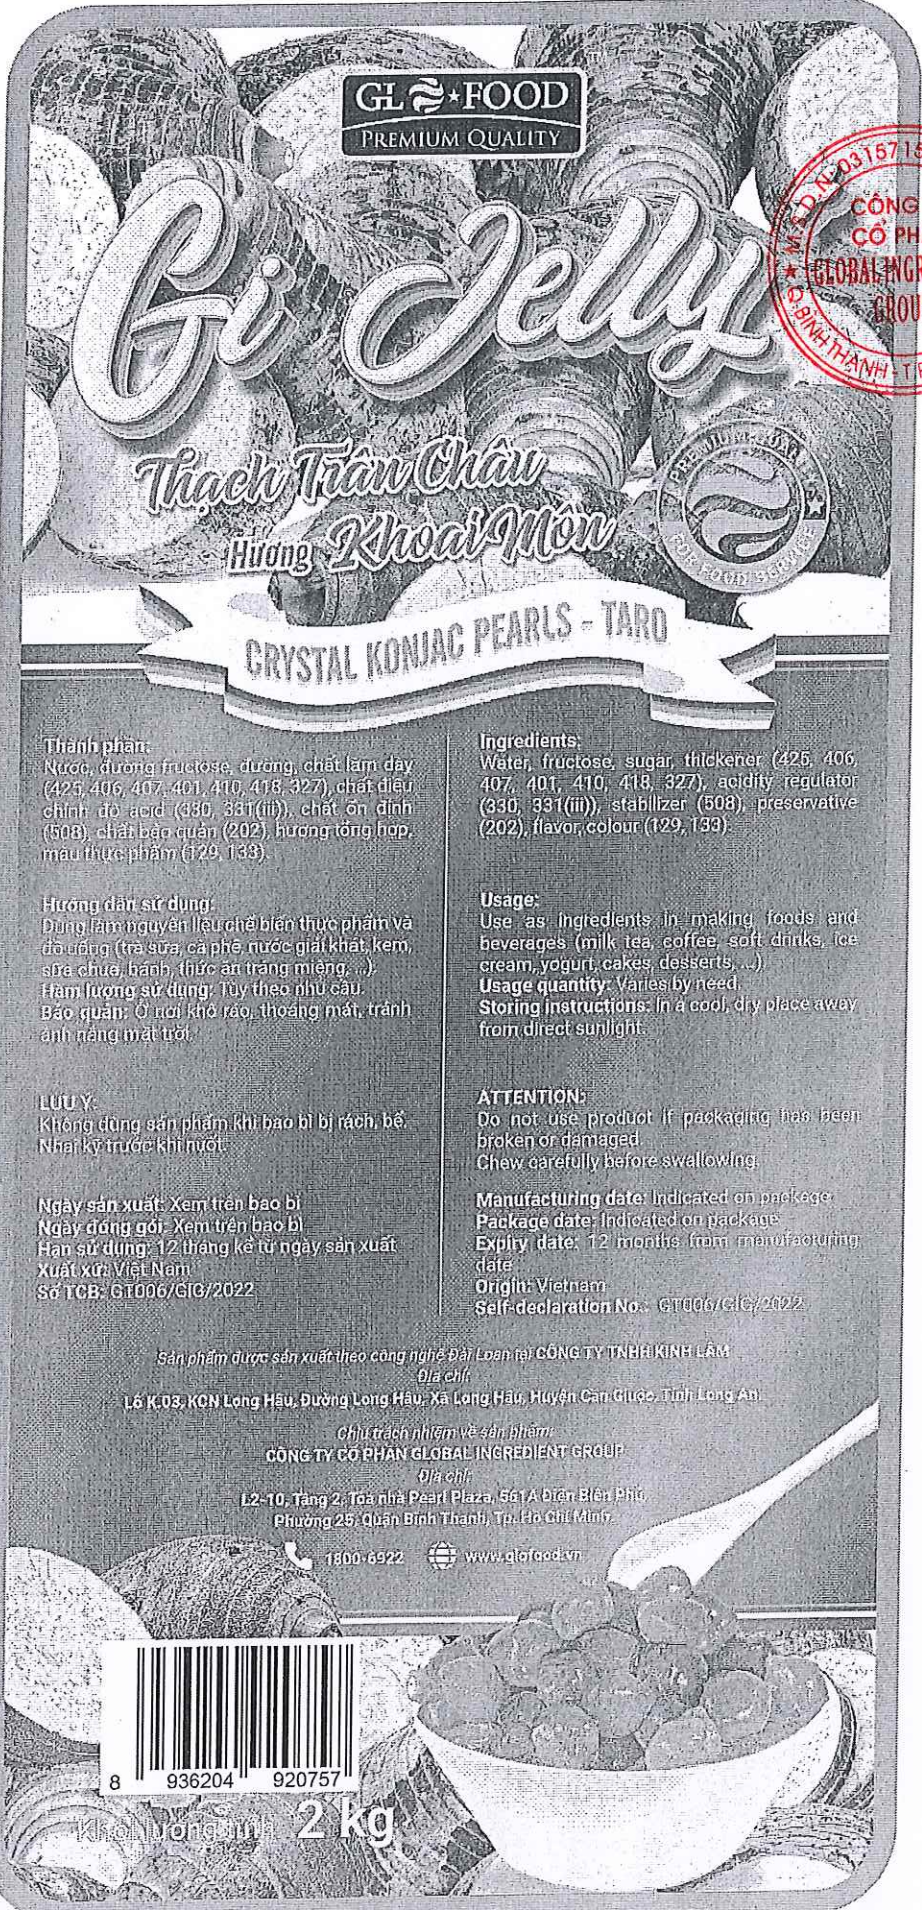 GL FOOD
PREMIUM QUALITY
Gi Jelly
M.S.D.N: 0315715
CÔNG
CỔ PH
GLOBAL INGR
GROU
Q.BÌNH THẠNH - T.P
Thạch Trân Châu
Hương Khoai Môn
PREMIUM QUALITY
FOR FOOD SERVICE
CRYSTAL KONJAC PEARLS - TARO
Thành phần:
Nước, đường fructose, đường, chất làm dày
(425, 406, 407, 401, 410, 418, 327), chất điều
chỉnh độ acid (330, 331(iii)), chất ổn định
(508), chất bảo quản (202), hương tổng hợp,
màu thực phẩm (129, 133).
Hướng dẫn sử dụng:
Dùng làm nguyên liệu chế biến thực phẩm và
đồ uống (trà sữa, cà phê, nước giải khát, kem,
sữa chua, bánh, thức ăn tráng miệng, ...).
Hàm lượng sử dụng: Tùy theo nhu cầu.
Bảo quản: Ở nơi khô ráo, thoáng mát, tránh
ánh nắng mặt trời.
LƯU Ý:
Không dùng sản phẩm khi bao bì bị rách, bể.
Nhai kỹ trước khi nuốt.
Ngày sản xuất: Xem trên bao bì
Ngày đóng gói: Xem trên bao bì
Hạn sử dụng: 12 tháng kể từ ngày sản xuất
Xuất xứ: Việt Nam
Số TCB: GT006/GIG/2022
Ingredients:
Water, fructose, sugar, thickener (425, 406,
407, 401, 410, 418, 327), acidity regulator
(330, 331(iii)), stabilizer (508), preservative
(202), flavor, colour (129, 133).
Usage:
Use as ingredients in making foods and
beverages (milk tea, coffee, soft drinks, ice
cream, yogurt, cakes, desserts, ...).
Usage quantity: Varies by need.
Storing instructions: In a cool, dry place away
from direct sunlight.
ATTENTION:
Do not use product if packaging has been
broken or damaged.
Chew carefully before swallowing.
Manufacturing date: Indicated on package
Package date: Indicated on package
Expiry date: 12 months from manufacturing
date
Origin: Vietnam
Self-declaration No.: GT006/GIG/2022
Sản phẩm được sản xuất theo công nghệ Đài Loan tại CÔNG TY TNHH KINH LÂM
Địa chỉ:
Lô K.03, KCN Long Hậu, Đường Long Hậu, Xã Long Hậu, Huyện Cần Giuộc, Tỉnh Long An.
Chịu trách nhiệm về sản phẩm:
CÔNG TY CỔ PHẦN GLOBAL INGREDIENT GROUP
Địa chỉ:
L2-10, Tầng 2, Toà nhà Pearl Plaza, 561A Điện Biên Phủ,
Phường 25, Quận Bình Thạnh, Tp. Hồ Chí Minh.
1800-6922 www.glofood.vn
8 936204 920757
Khối lượng tịnh: 2 kg